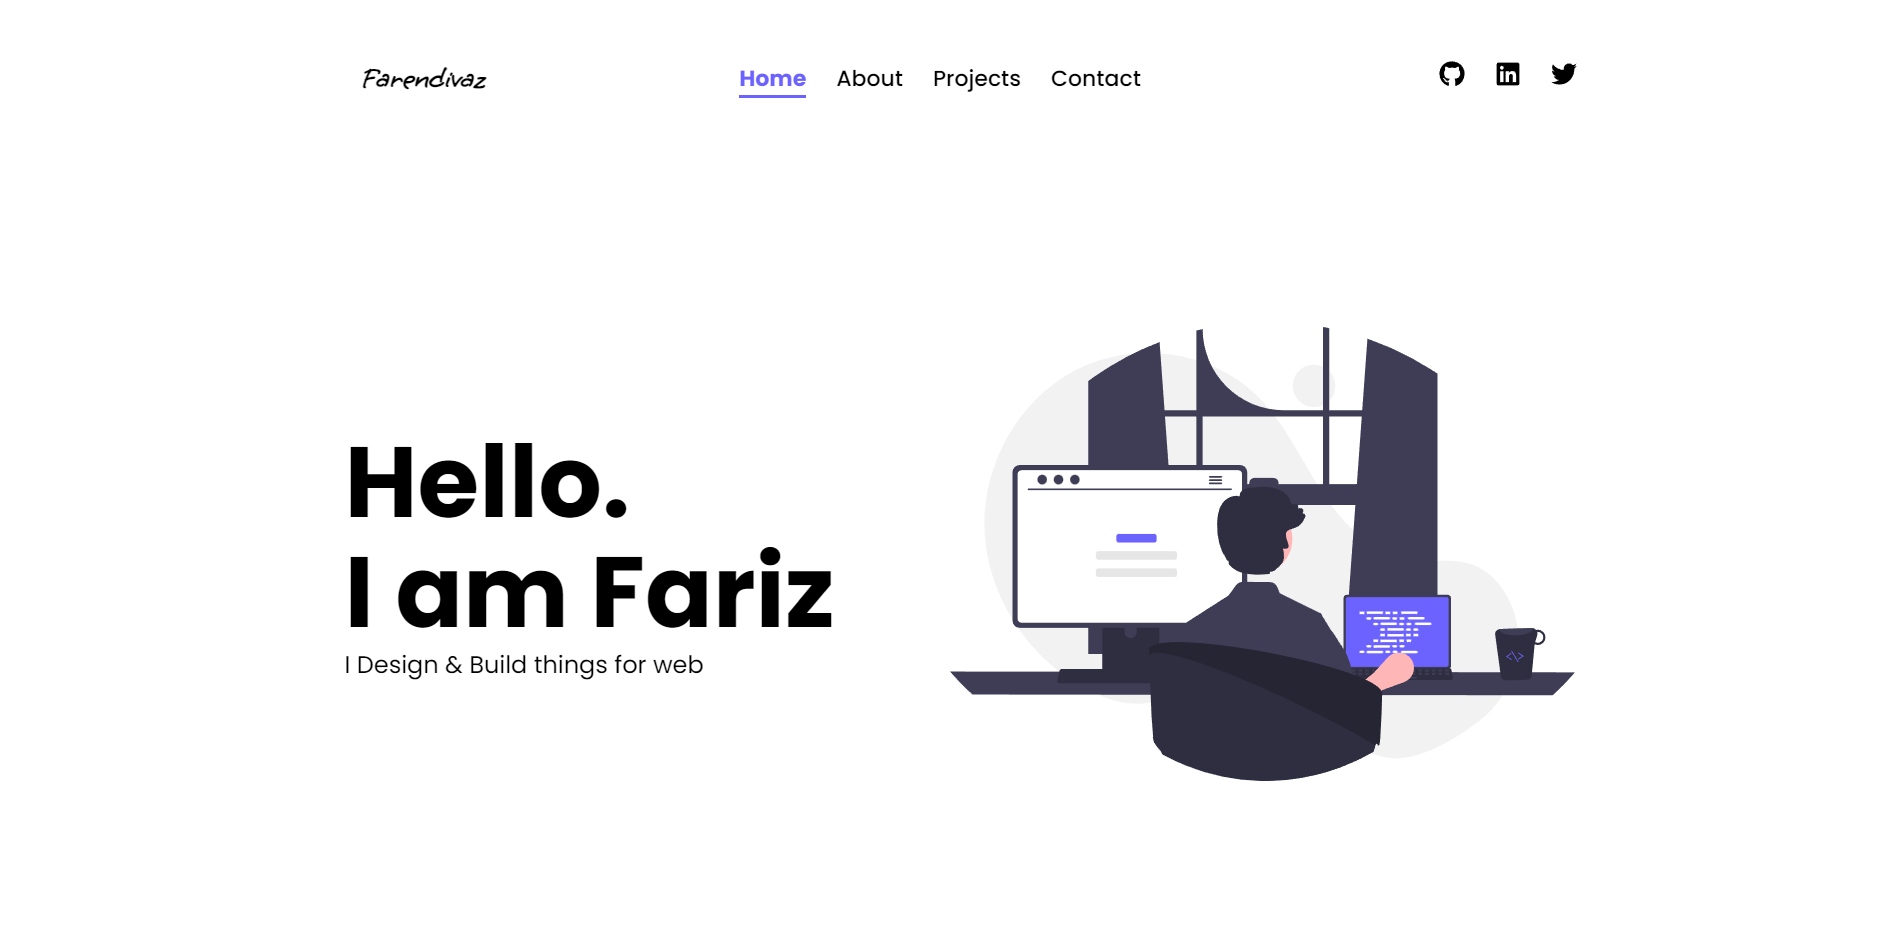 Farendivaz
Home About Projects Contact
Hello.
I am Fariz
I Design & Build things for web